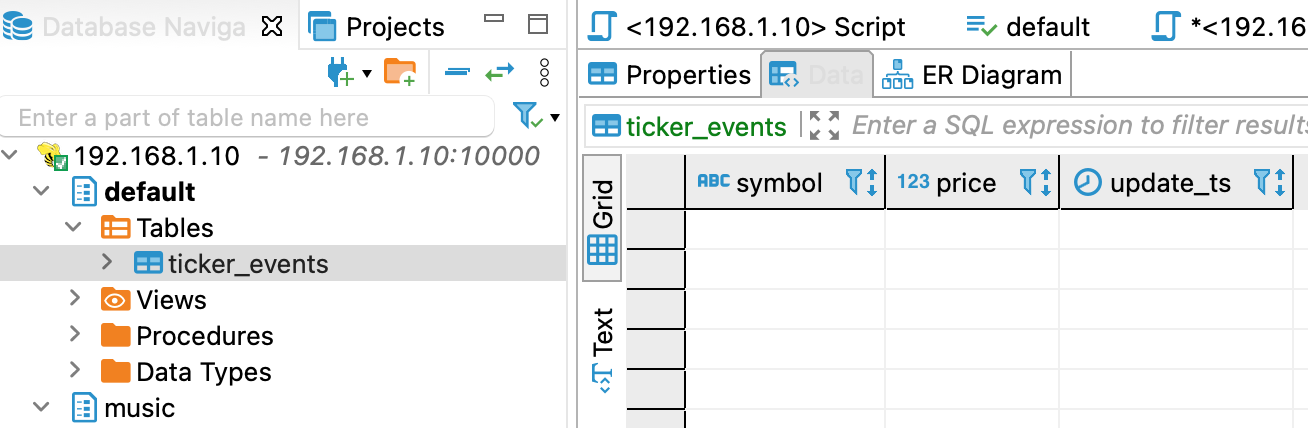 Database Naviga
Projects
Enter a part of table name here
192.168.1.10 - 192.168.1.10:10000
default
Tables
ticker_events
Views
Procedures
Data Types
music
<192.168.1.10> Script
default
*<192.16
Properties
Data
ER Diagram
ticker_events
Enter a SQL expression to filter results
Grid
Text
ABC symbol
123 price
update_ts